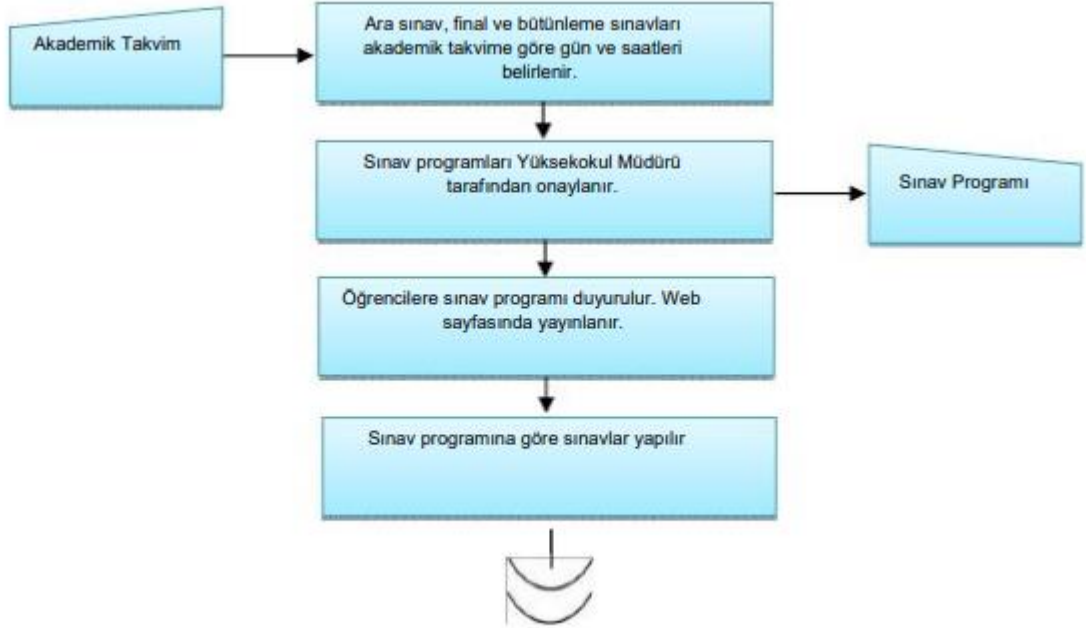 Akademik Takvim
Ara sınav, final ve bütünleme sınavları
akademik takvime göre gün ve saatleri
belirlenir.
Sınav programları Yüksekokul Müdürü
tarafından onaylanır.
Sınav Programı
Öğrencilere sınav programı duyurulur. Web
sayfasında yayınlanır.
Sınav programına göre sınavlar yapılır